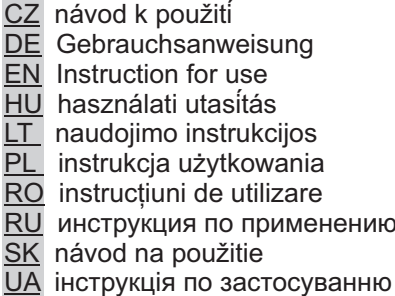 CZ návod k použití
DE Gebrauchsanweisung
EN Instruction for use
HU használati utasítás
LT naudojimo instrukcijos
PL instrukcja użytkowania
RO instrucțiuni de utilizare
RU инструкция по применению
SK návod na použitie
UA інструкція по застосуванню